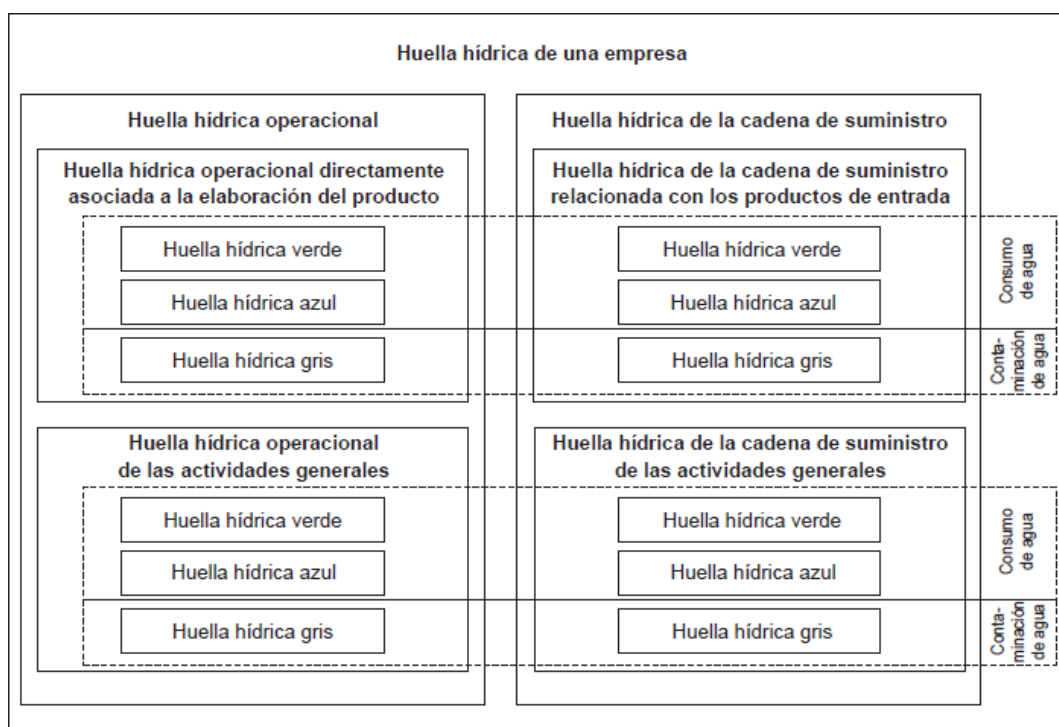 Huella hídrica de una empresa
Huella hídrica operacional
Huella hídrica operacional directamente
asociada a la elaboración del producto
Huella hídrica verde
Huella hídrica azul
Huella hídrica gris
Huella hídrica operacional
de las actividades generales
Huella hídrica verde
Huella hídrica azul
Huella hídrica gris
Huella hídrica de la cadena de suministro
Huella hídrica de la cadena de suministro
relacionada con los productos de entrada
Huella hídrica verde
Huella hídrica azul
Huella hídrica gris
Huella hídrica de la cadena de suministro
de las actividades generales
Huella hídrica verde
Huella hídrica azul
Huella hídrica gris
Consumo
de agua
Conta-
minación
de agua
Consumo
de agua
Conta-
minación
de agua